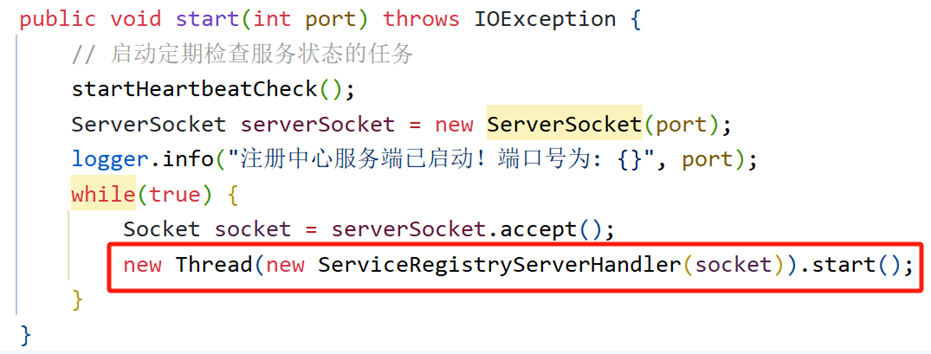 public void start(int port) throws IOException {
// 启动定期检查服务状态的任务
startHeartbeatCheck();
ServerSocket serverSocket = new ServerSocket(port);
logger.info("注册中心服务端已启动！端口号为: {}", port);
while(true) {
Socket socket = serverSocket.accept();
new Thread(new ServiceRegistryServerHandler(socket)).start();
}
}